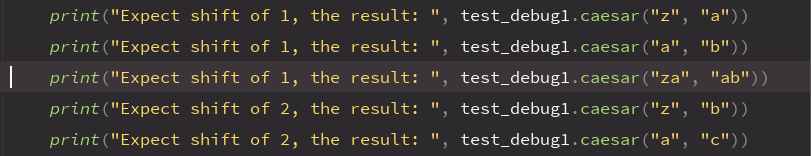 print("Expect shift of 1, the result: ", test_debug1.caesar("z", "a"))
print("Expect shift of 1, the result: ", test_debug1.caesar("a", "b"))
print("Expect shift of 1, the result: ", test_debug1.caesar("za", "ab"))
print("Expect shift of 2, the result: ", test_debug1.caesar("z", "b"))
print("Expect shift of 2, the result: ", test_debug1.caesar("a", "c"))